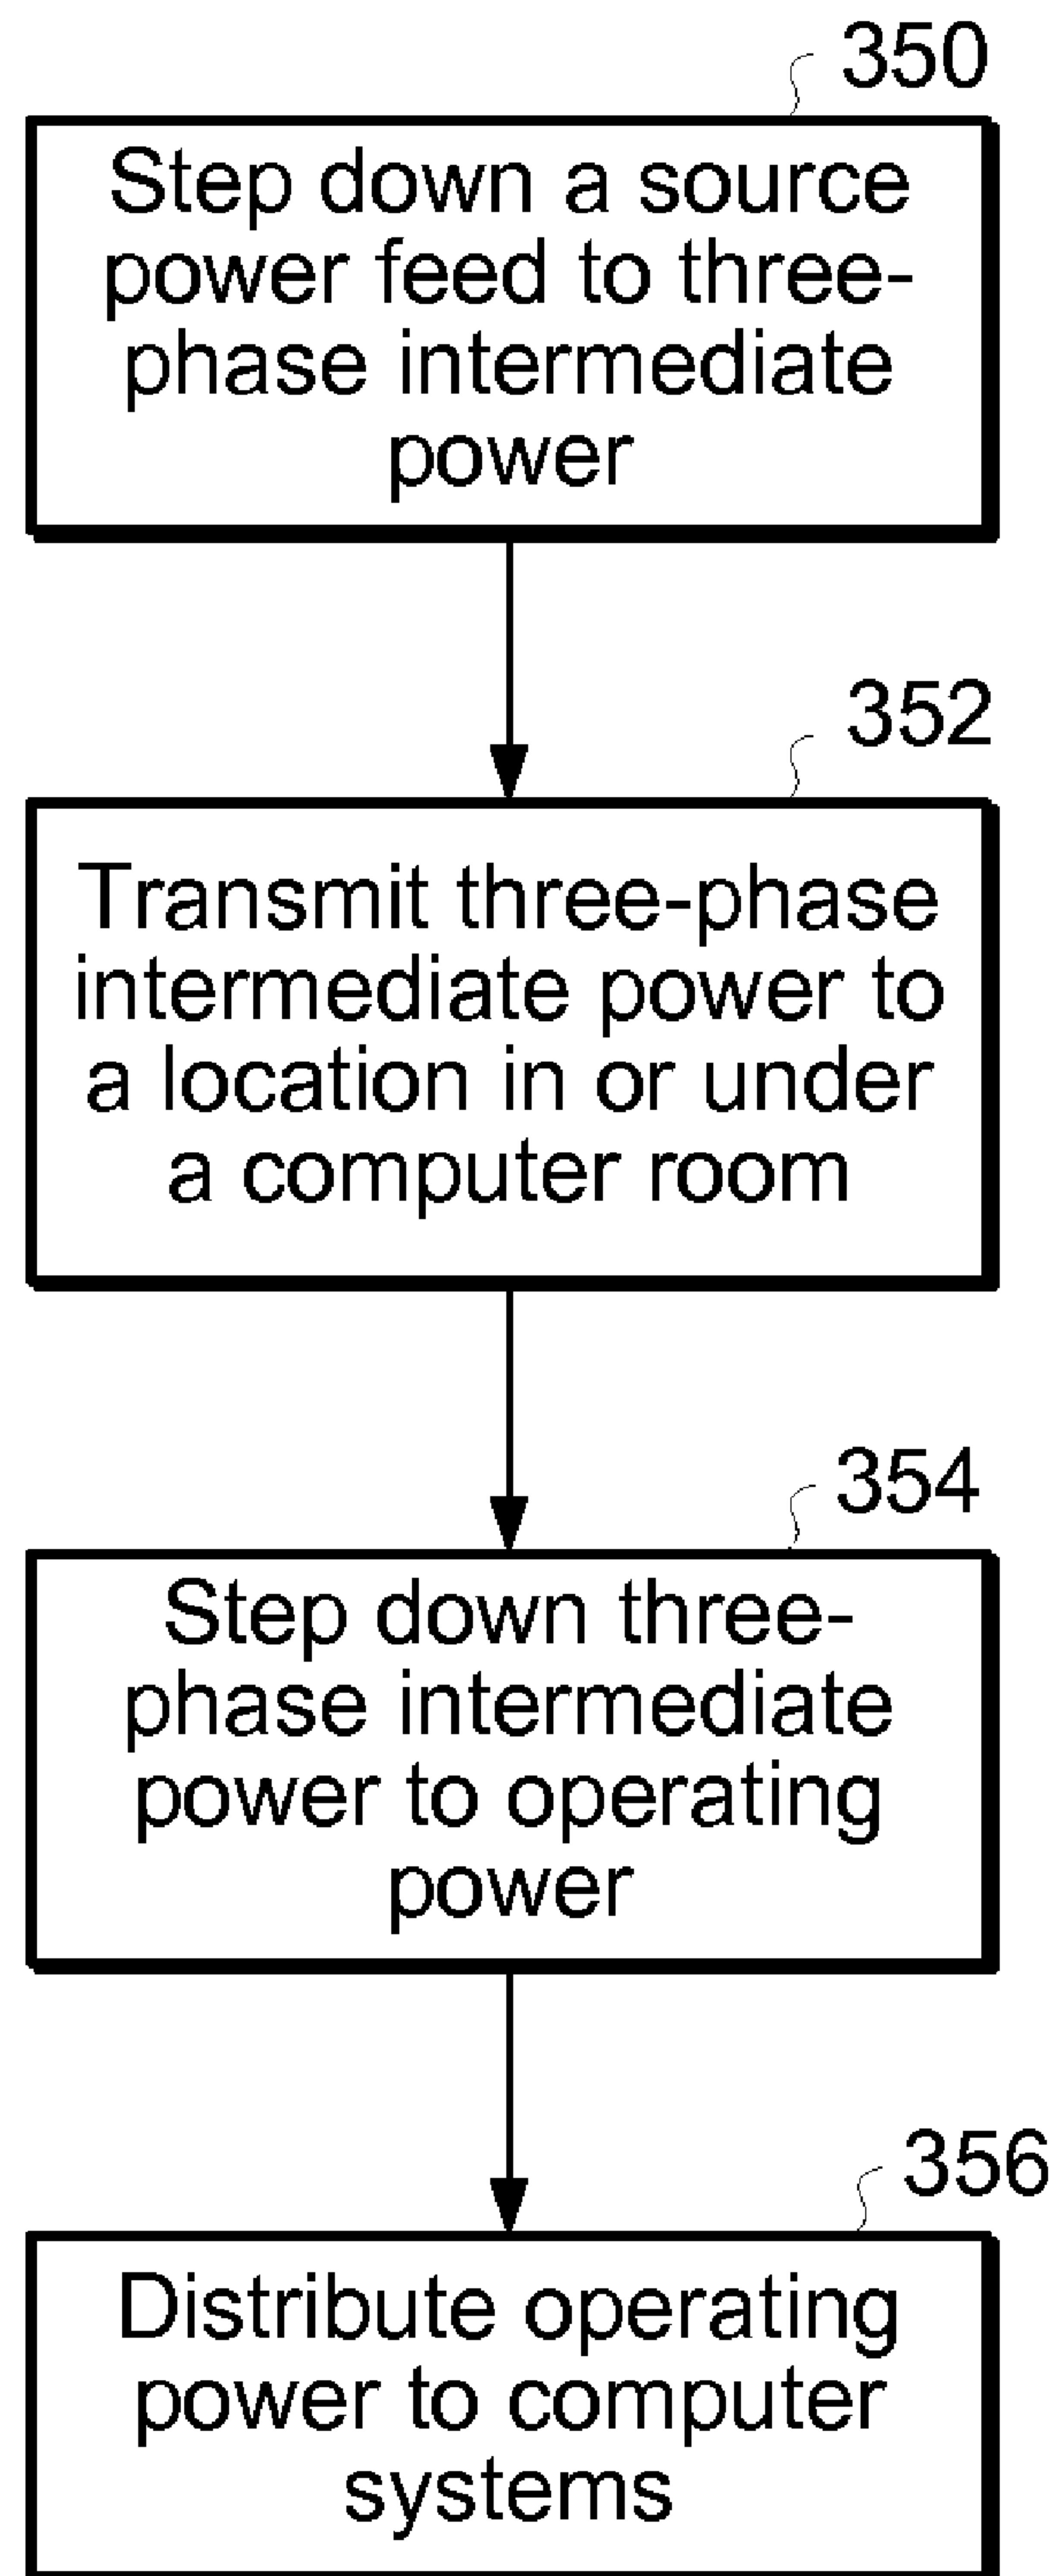 350
Step down a source
power feed to three-
phase intermediate
power
352
Transmit three-phase
intermediate power to
a location in or under
a computer room
354
Step down three-
phase intermediate
power to operating
power
356
Distribute operating
power to computer
systems